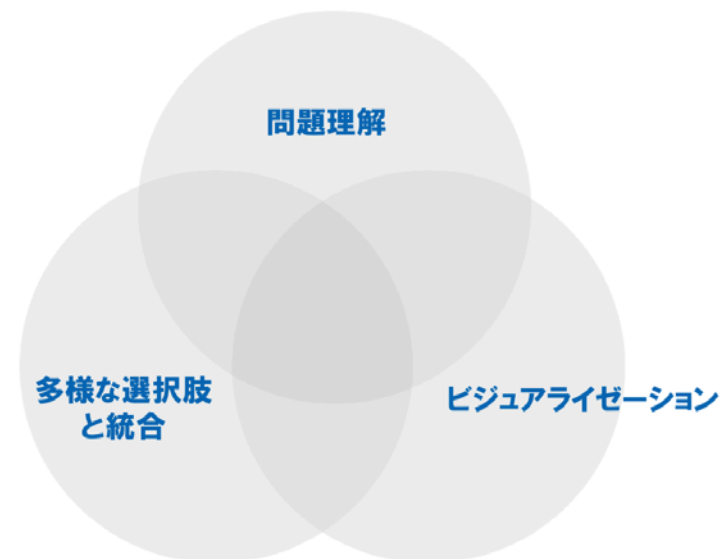 問題理解
多様な選択肢
と統合
ビジュアライゼーション